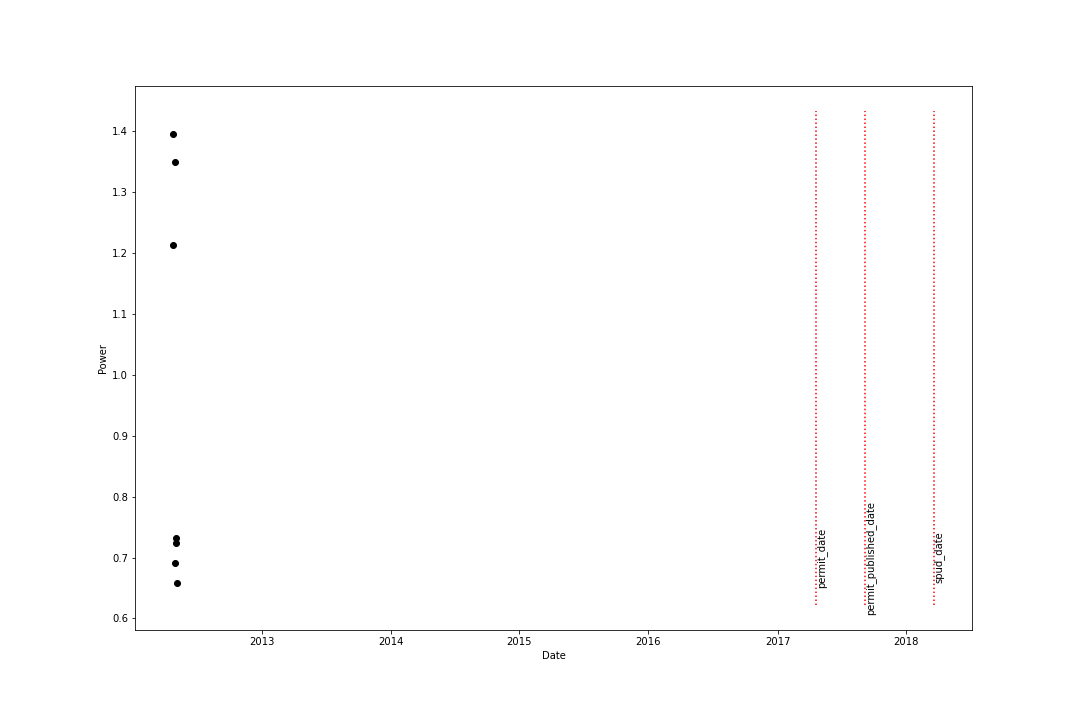 1.4
1.3
1.2
1.1
1.0
0.9
0.8
0.7
0.6
Power
permit_date
permit_published_date
spud_date
2013 2014 2015 2016 2017 2018
Date